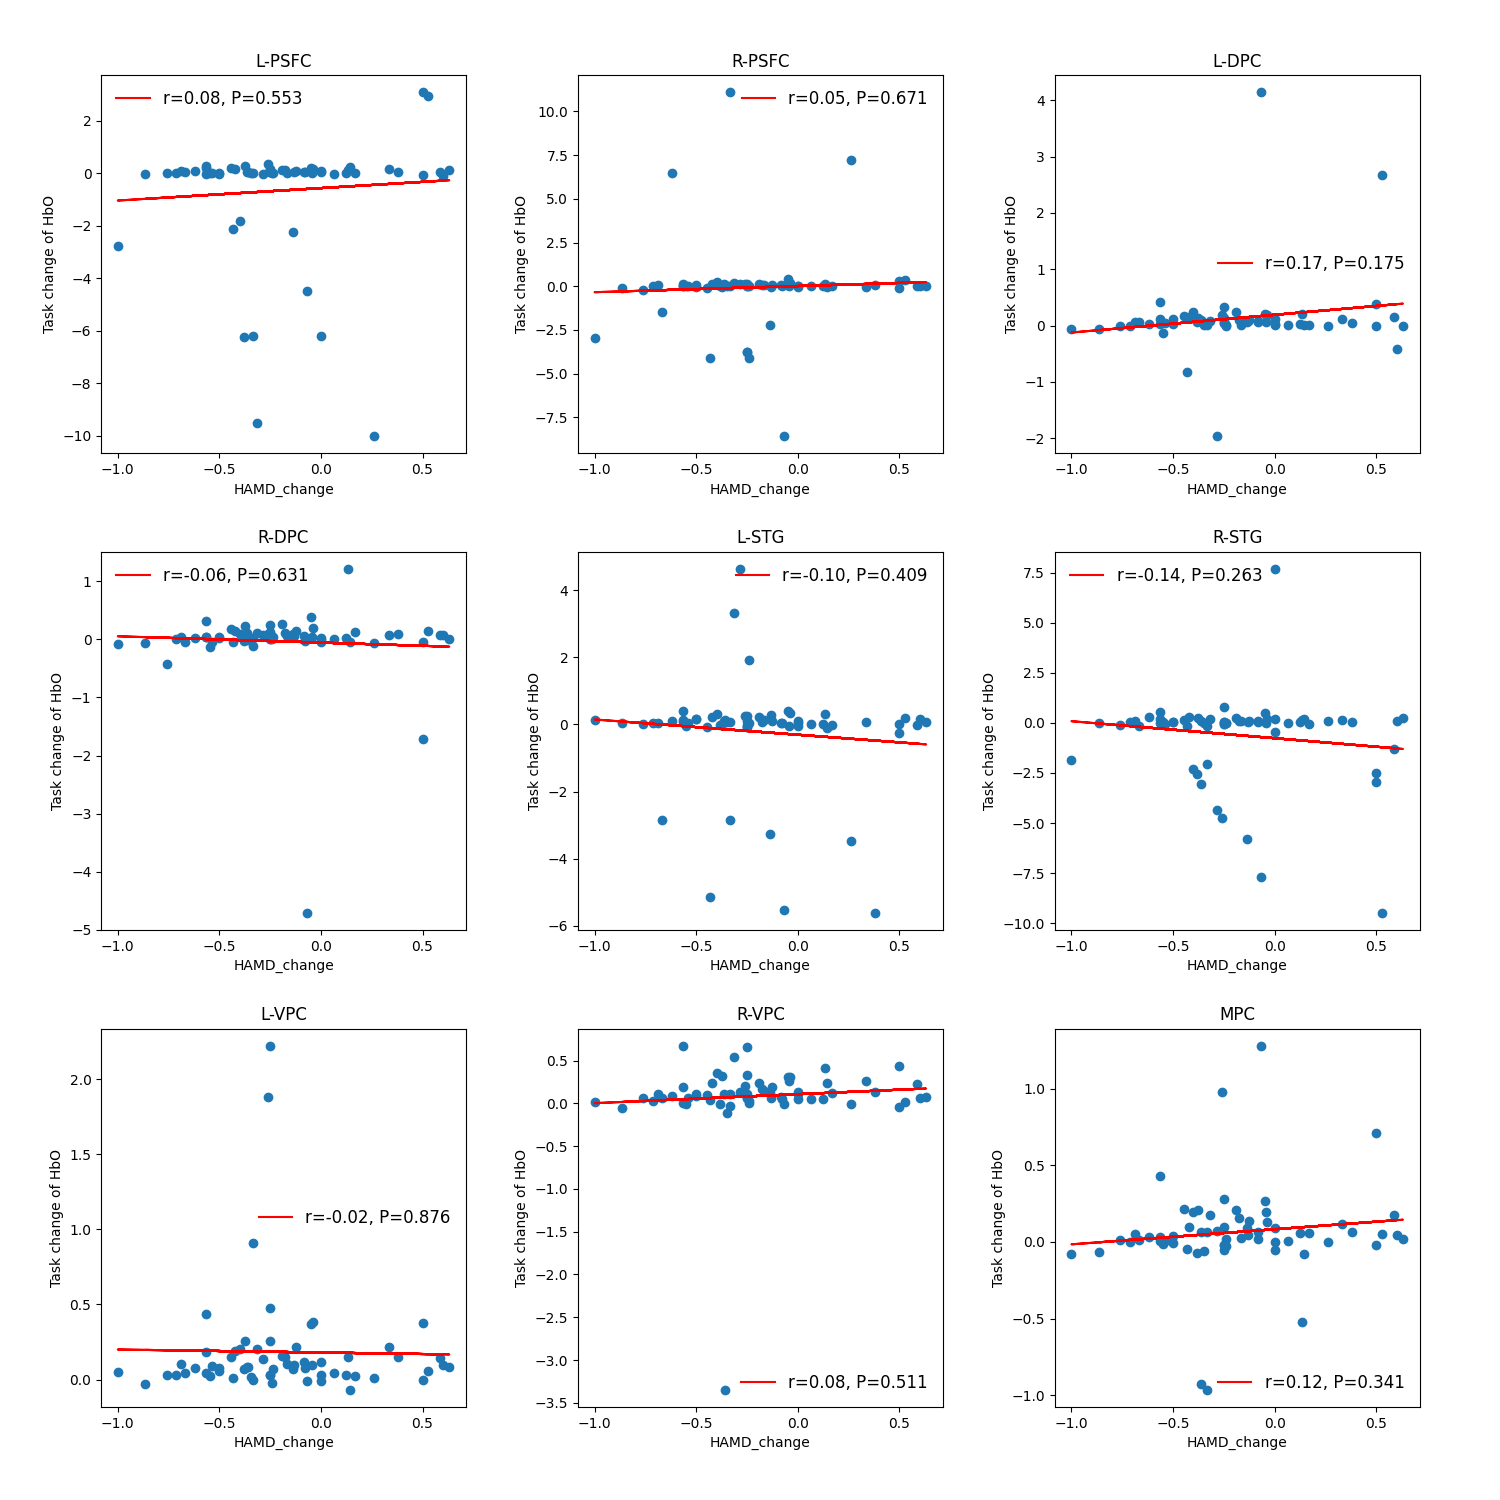 L-PSFC
r=0.08, P=0.553
2
0
−2
−4
−6
−8
−10
−1.0 −0.5 0.0 0.5
HAMD_change
Task change of HbO
R-PSFC
r=0.05, P=0.671
10.0
7.5
5.0
2.5
0.0
−2.5
−5.0
−7.5
−1.0 −0.5 0.0 0.5
HAMD_change
Task change of HbO
L-DPC
r=0.17, P=0.175
4
3
2
1
0
−1
−2
−1.0 −0.5 0.0 0.5
HAMD_change
Task change of HbO
R-DPC
r=-0.06, P=0.631
1
0
−1
−2
−3
−4
−5
−1.0 −0.5 0.0 0.5
HAMD_change
Task change of HbO
L-STG
r=-0.10, P=0.409
4
2
0
−2
−4
−6
−1.0 −0.5 0.0 0.5
HAMD_change
Task change of HbO
R-STG
r=-0.14, P=0.263
7.5
5.0
2.5
0.0
−2.5
−5.0
−7.5
−10.0
−1.0 −0.5 0.0 0.5
HAMD_change
Task change of HbO
L-VPC
r=-0.02, P=0.876
2.0
1.5
1.0
0.5
0.0
−1.0 −0.5 0.0 0.5
HAMD_change
Task change of HbO
R-VPC
r=0.08, P=0.511
0.5
0.0
−0.5
−1.0
−1.5
−2.0
−2.5
−3.0
−3.5
−1.0 −0.5 0.0 0.5
HAMD_change
Task change of HbO
MPC
r=0.12, P=0.341
1.0
0.5
0.0
−0.5
−1.0
−1.0 −0.5 0.0 0.5
HAMD_change
Task change of HbO